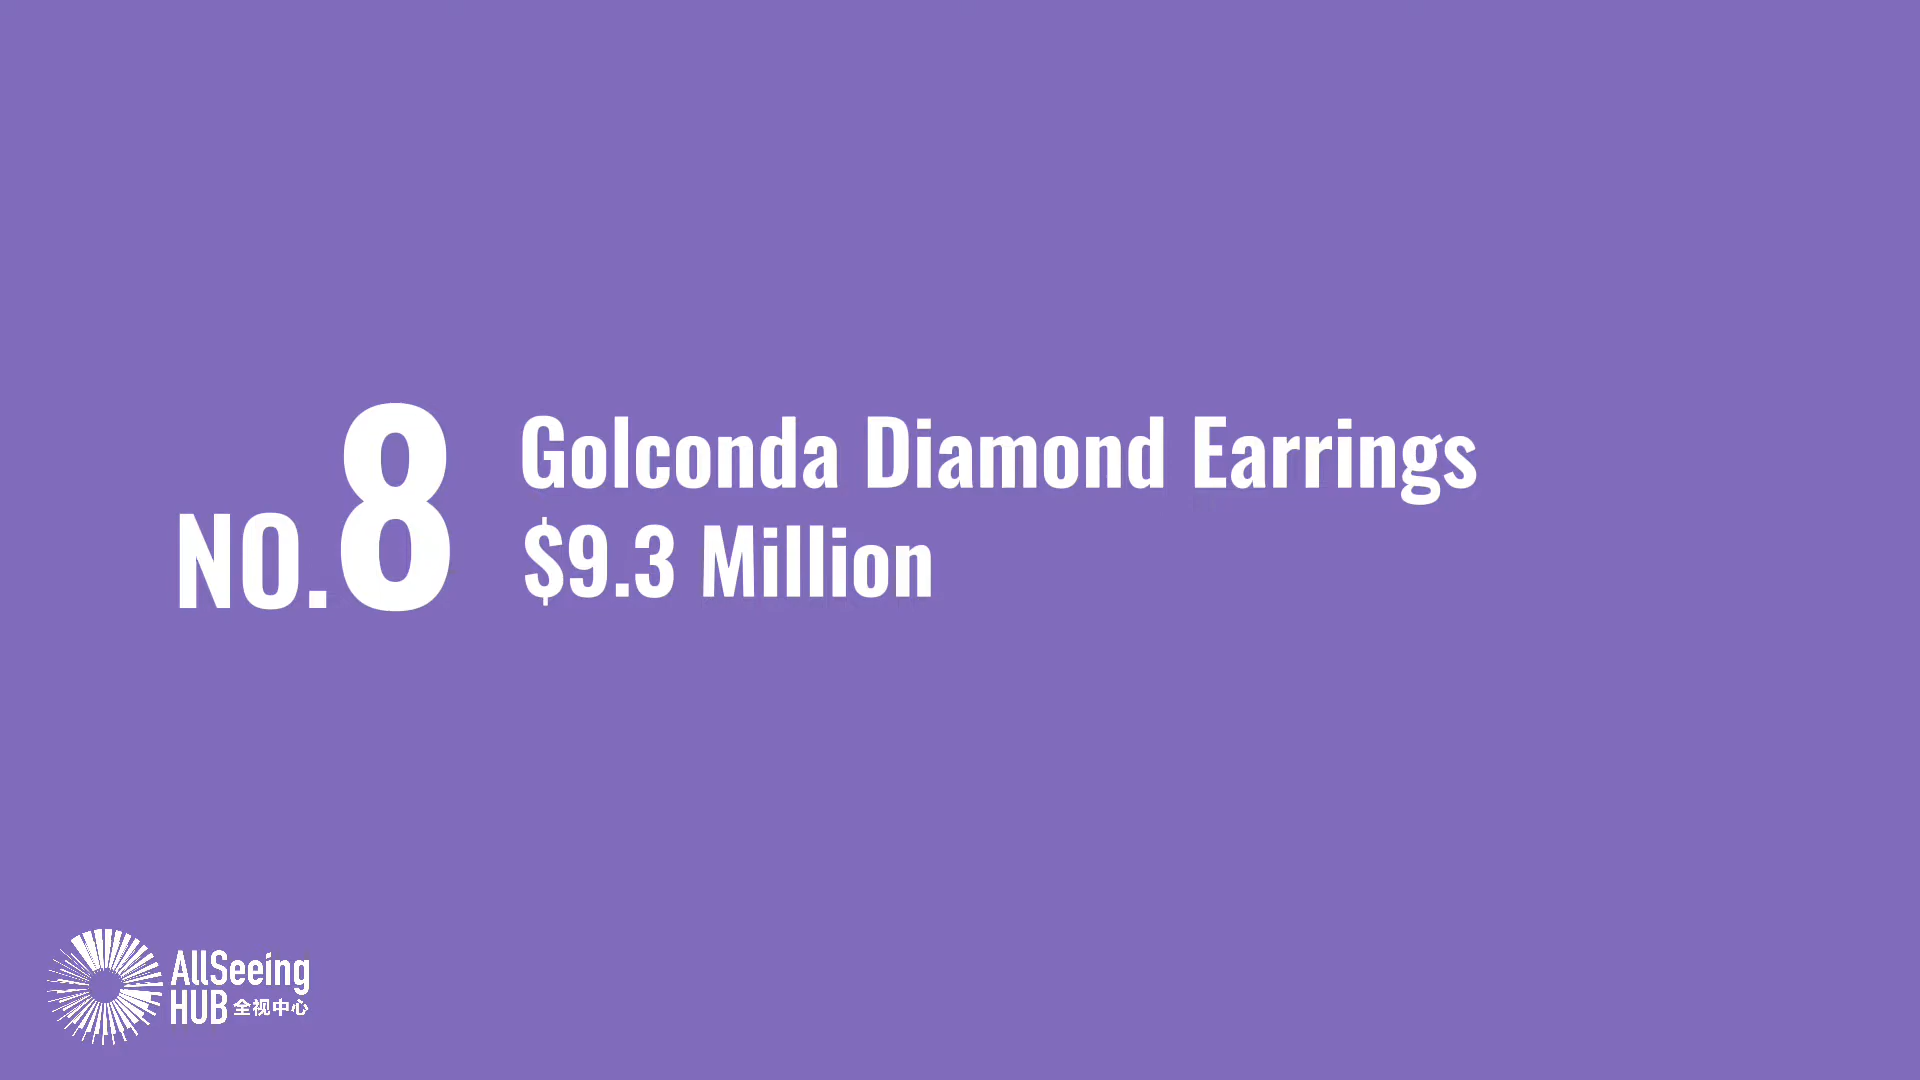 NO.8
Golconda Diamond Earrings
$9.3 Million
AllSeeing
HUB 全视中心